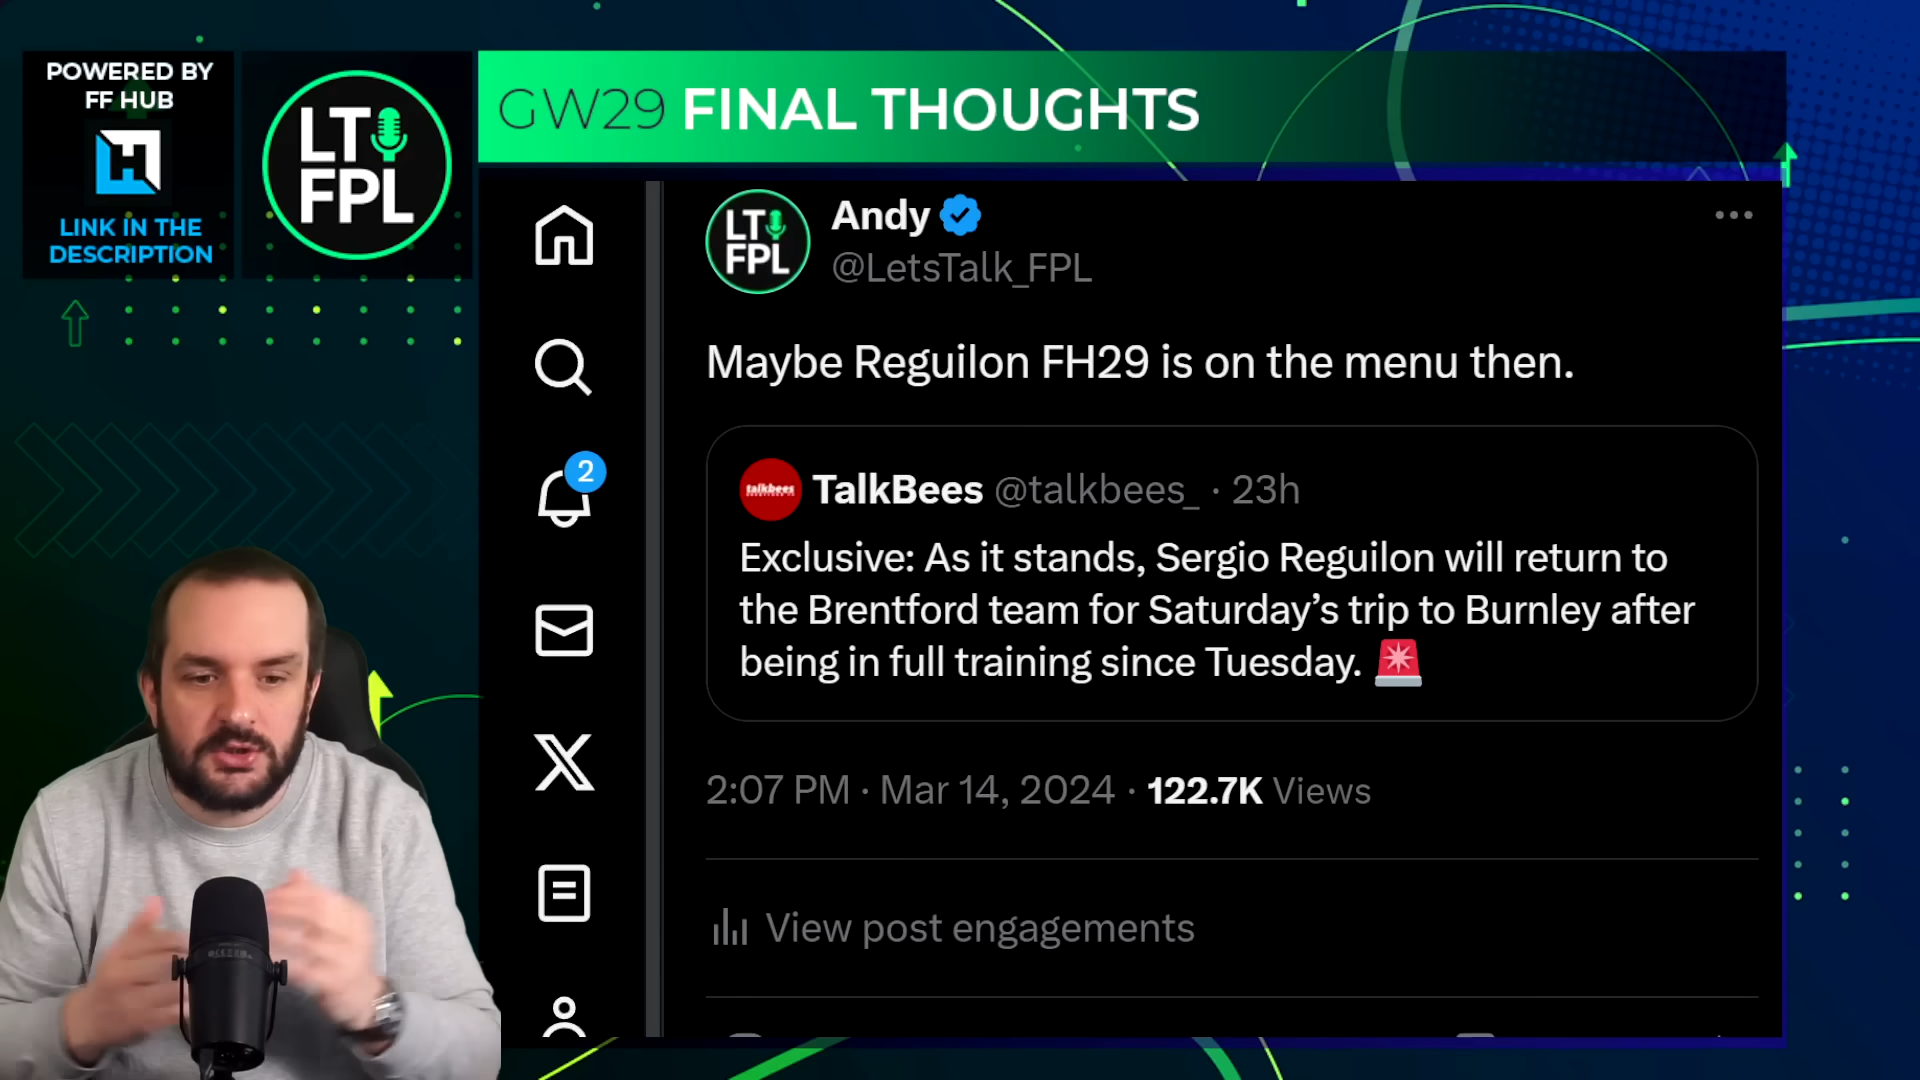 POWERED BY
FF HUB
LINK IN THE
DESCRIPTION
LT
FPL
GW29 FINAL THOUGHTS
LT
FPL
Andy
@LetsTalk_FPL
Maybe Reguilon FH29 is on the menu then.
talkbees
TalkBees @talkbees_ · 23h
Exclusive: As it stands, Sergio Reguilon will return to
the Brentford team for Saturday’s trip to Burnley after
being in full training since Tuesday. 🚨
2:07 PM · Mar 14, 2024 · 122.7K Views
View post engagements
2